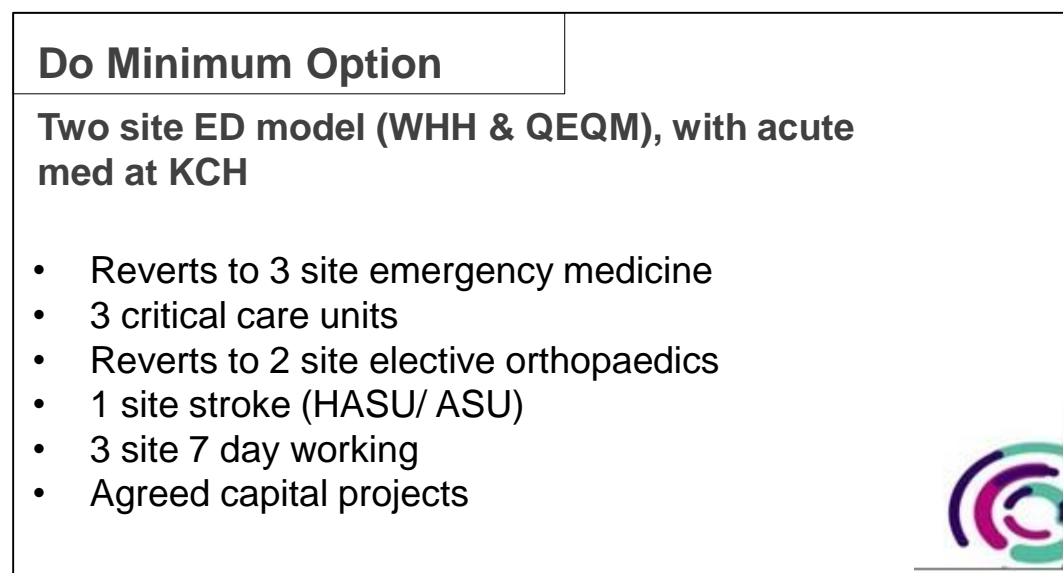 Do Minimum Option
Two site ED model (WHH & QEQM), with acute
med at KCH
• Reverts to 3 site emergency medicine
• 3 critical care units
• Reverts to 2 site elective orthopaedics
• 1 site stroke (HASU/ ASU)
• 3 site 7 day working
• Agreed capital projects